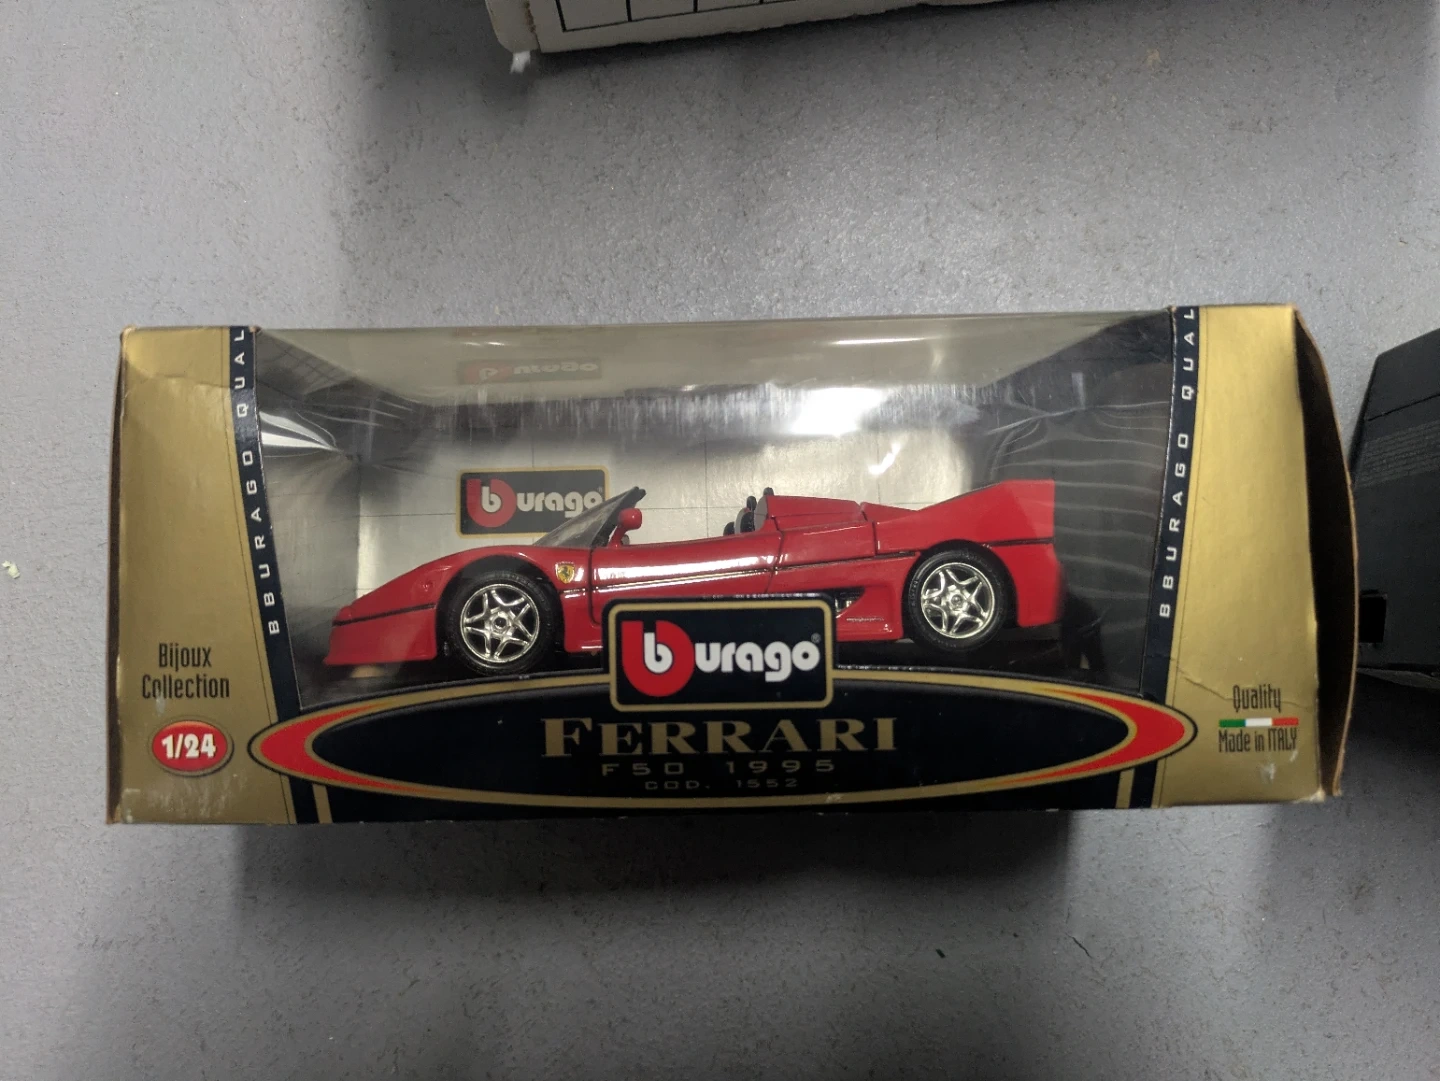 BBURAGO QUAL
BBURAGO QUAL
burago
burago
Bijoux
Collection
1/24
burago®
FERRARI
F50 1995
COD. 1552
Quality
Made in ITALY